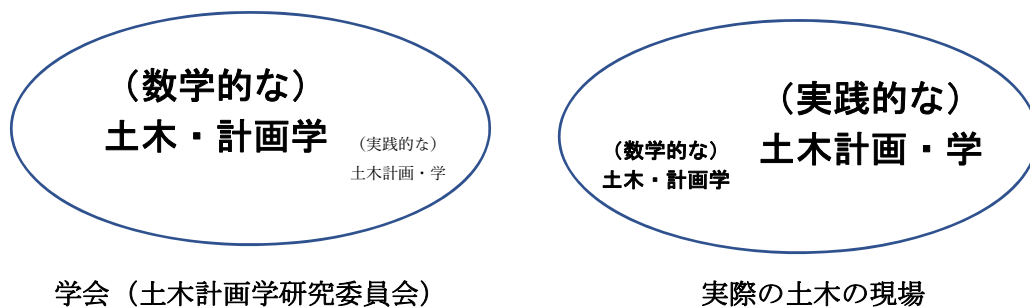 （数学的な）
土木・計画学
（実践的な）
土木計画・学
学会（土木計画学研究委員会）
（実践的な）
土木計画・学
（数学的な）
土木・計画学
実際の土木の現場